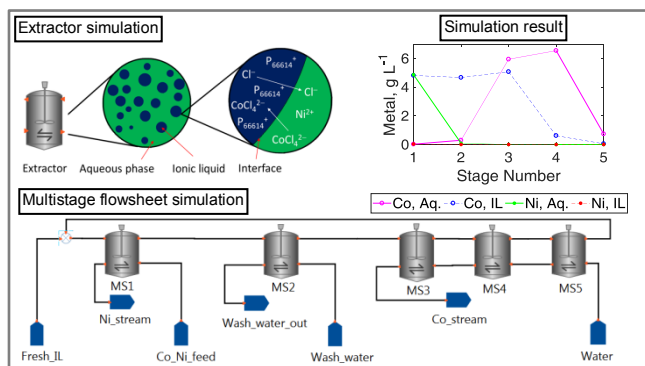 Extractor simulation
Simulation result
P66614+
Cl⁻
P66614+
Cl⁻
CoCl4²⁻
P66614+
Ni²⁺
CoCl4²⁻
Extractor
Aqueous phase
Ionic liquid
Interface
Metal, g L⁻¹
6
4
2
0
1 2 3 4 5
Stage Number
Co, Aq. Co, IL Ni, Aq. Ni, IL
Multistage flowsheet simulation
MS1
MS2
MS3
MS4
MS5
Ni_stream
Wash_water_out
Co_stream
Fresh_IL
Co_Ni_feed
Wash_water
Water